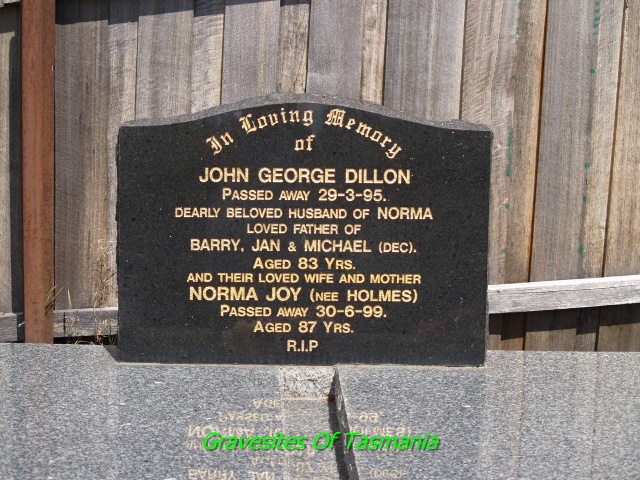 In Loving Memory
of
JOHN GEORGE DILLON
PASSED AWAY 29-3-95.
DEARLY BELOVED HUSBAND OF NORMA
LOVED FATHER OF
BARRY, JAN & MICHAEL (DEC).
AGED 83 YRS.
AND THEIR LOVED WIFE AND MOTHER
NORMA JOY (NEE HOLMES)
PASSED AWAY 30-6-99.
AGED 87 YRS.
R.I.P
Gravesites Of Tasmania